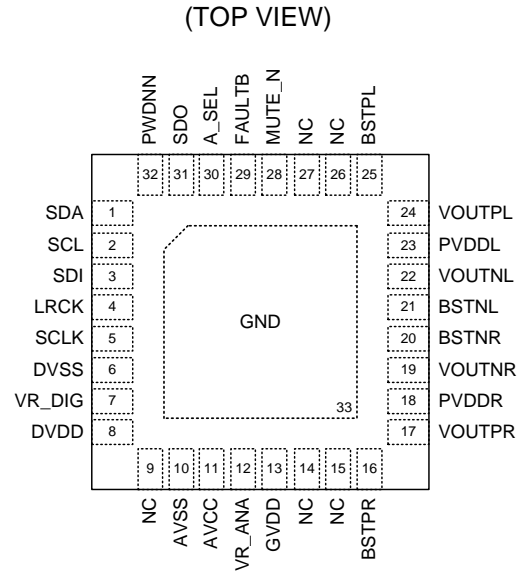 (TOP VIEW)
PWDNN
SDO
A_SEL
FAULTB
MUTE_N
NC
NC
BSTPL
32 31 30 29 28 27 26 25
SDA 1
SCL 2
SDI 3
LRCK 4
SCLK 5
DVSS 6
VR_DIG 7
DVDD 8
GND
33
24 VOUTPL
23 PVDDL
22 VOUTNL
21 BSTNL
20 BSTNR
19 VOUTNR
18 PVDDR
17 VOUTPR
9 10 11 12 13 14 15 16
NC
AVSS
AVCC
VR_ANA
GVDD
NC
NC
BSTPR